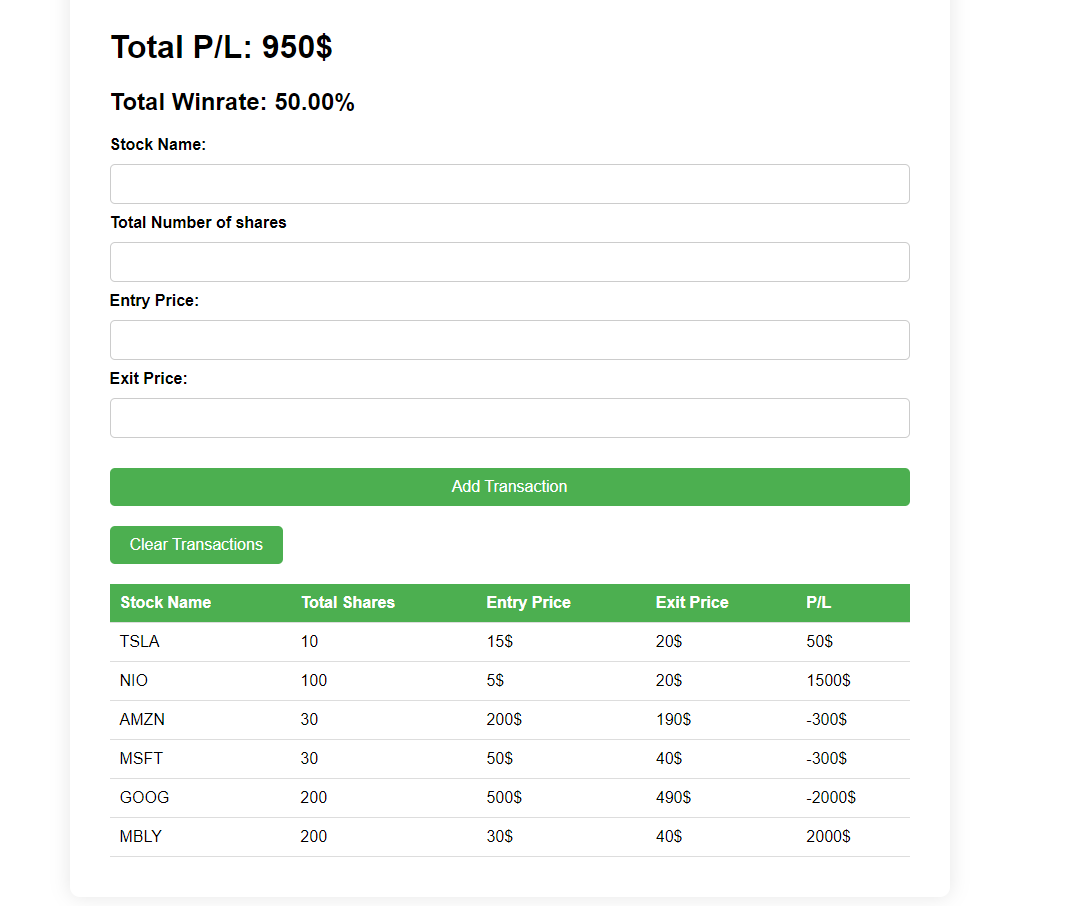 Total P/L: 950$
Total Winrate: 50.00%
Stock Name:
Total Number of shares
Entry Price:
Exit Price:
Add Transaction
Clear Transactions
Stock Name Total Shares Entry Price Exit Price P/L
TSLA 10 15$ 20$ 50$
NIO 100 5$ 20$ 1500$
AMZN 30 200$ 190$ -300$
MSFT 30 50$ 40$ -300$
GOOG 200 500$ 490$ -2000$
MBLY 200 30$ 40$ 2000$